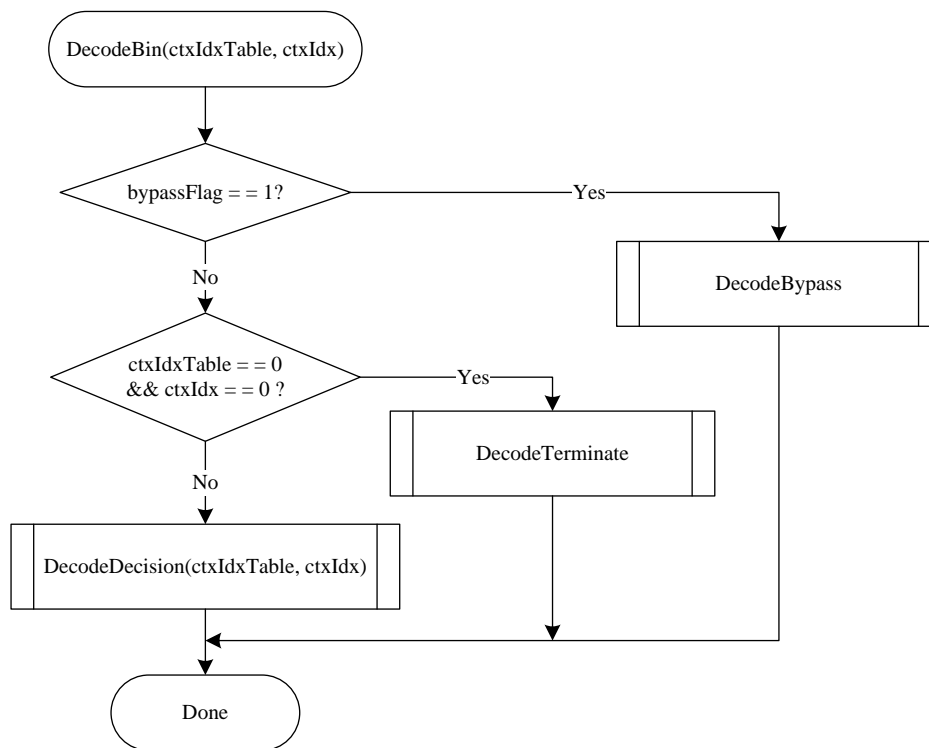 DecodeBin(ctxIdxTable, ctxIdx)
bypassFlag = = 1?
Yes
DecodeBypass
No
ctxIdxTable = = 0
&& ctxIdx = = 0 ?
Yes
DecodeTerminate
No
DecodeDecision(ctxIdxTable, ctxIdx)
Done